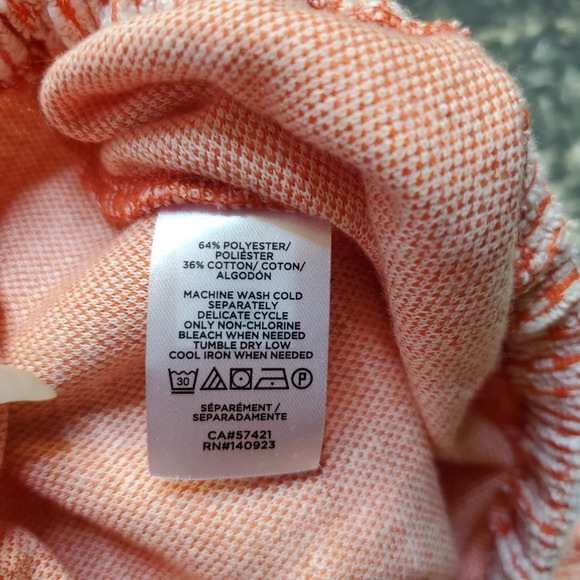 64% POLYESTER/
POLIÉSTER
36% COTTON/ COTON/
ALGODÓN
MACHINE WASH COLD
SEPARATELY
DELICATE CYCLE
ONLY NON-CHLORINE
BLEACH WHEN NEEDED
TUMBLE DRY LOW
COOL IRON WHEN NEEDED
30 P
SÉPARÉMENT /
SEPARADAMENTE
CA#57421
RN#140923